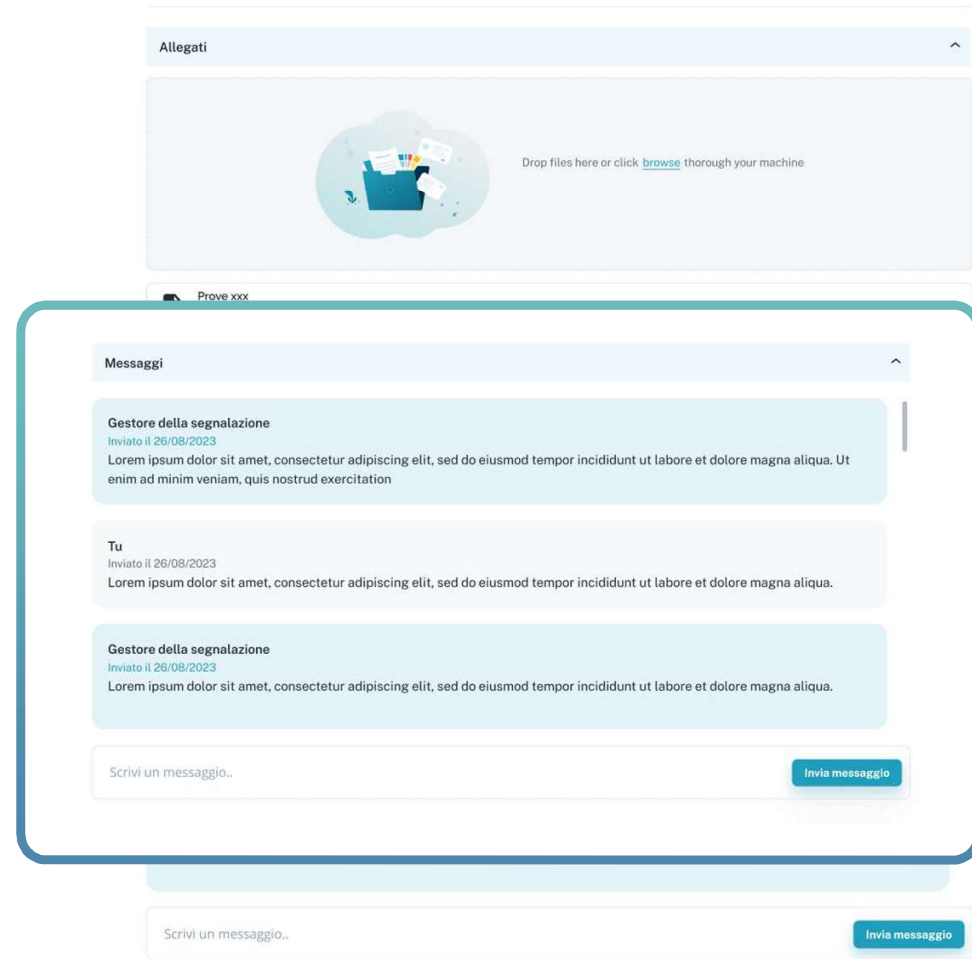 Allegati
Drop files here or click browse thorough your machine
Prove xxx
Messaggi
Gestore della segnalazione
Inviato il 26/08/2023
Lorem ipsum dolor sit amet, consectetur adipiscing elit, sed do eiusmod tempor incididunt ut labore et dolore magna aliqua. Ut
enim ad minim veniam, quis nostrud exercitation
Tu
Inviato il 26/08/2023
Lorem ipsum dolor sit amet, consectetur adipiscing elit, sed do eiusmod tempor incididunt ut labore et dolore magna aliqua.
Gestore della segnalazione
Inviato il 26/08/2023
Lorem ipsum dolor sit amet, consectetur adipiscing elit, sed do eiusmod tempor incididunt ut labore et dolore magna aliqua.
Scrivi un messaggio..
Invia messaggio
Scrivi un messaggio..
Invia messaggio